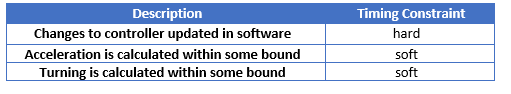 Description Timing Constraint
Changes to controller updated in software hard
Acceleration is calculated within some bound soft
Turning is calculated within some bound soft